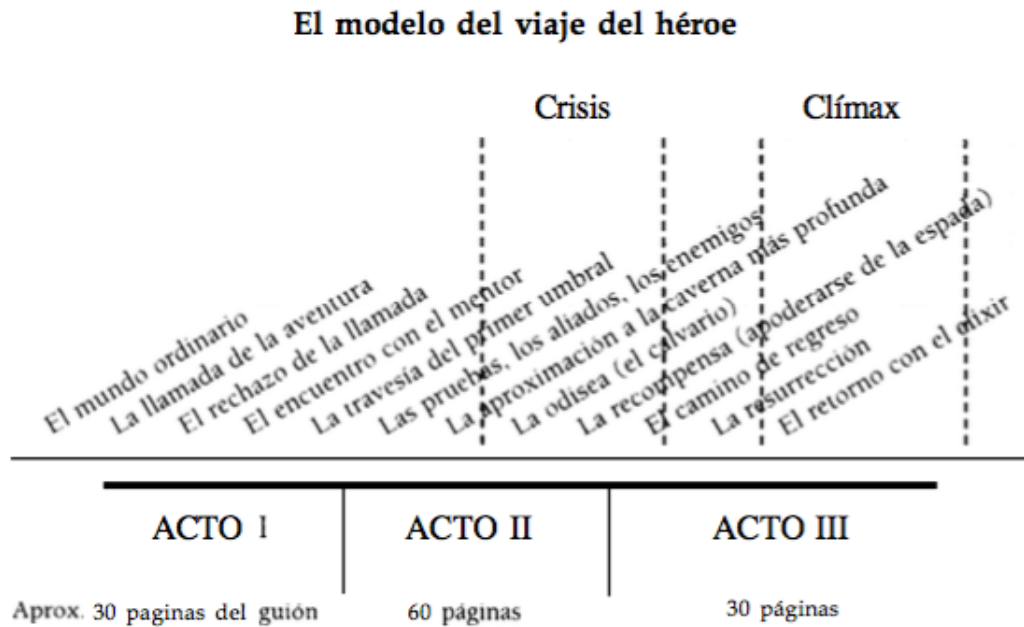 El modelo del viaje del héroe
Crisis
Clímax
El mundo ordinario
La llamada de la aventura
El rechazo de la llamada
El encuentro con el mentor
La travesía del primer umbral
Las pruebas, los aliados, los enemigos
La aproximación a la caverna más profunda
La odisea (el calvario)
La recompensa (apoderarse de la espada)
El camino de regreso
La resurrección
El retorno con el elixir
ACTO I
ACTO II
ACTO III
Aprox. 30 paginas del guión
60 páginas
30 páginas